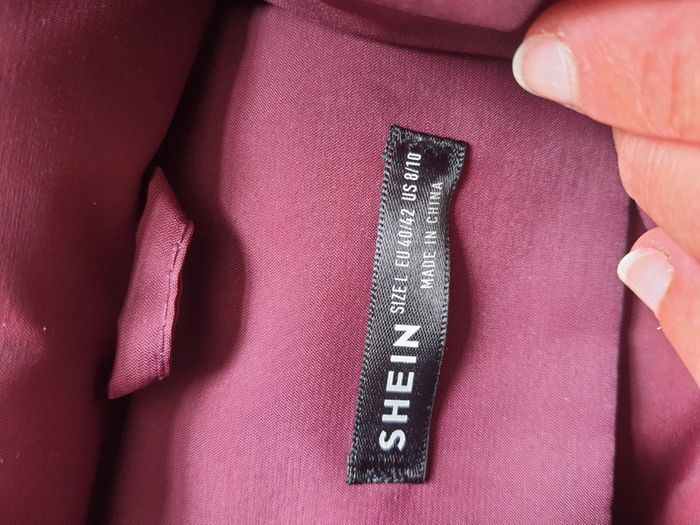 SHEIN
SIZE L EU 40/42 US 8/10
MADE IN CHINA